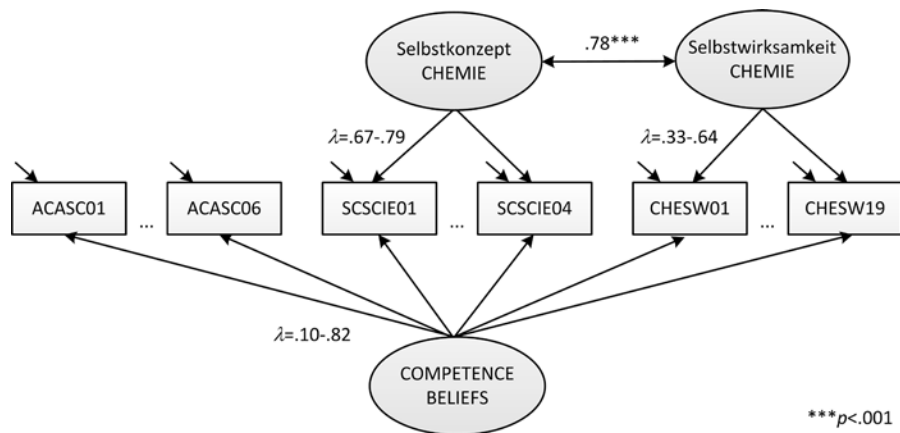 Selbstkonzept
CHEMIE
.78***
Selbstwirksamkeit
CHEMIE
λ=.67-.79
λ=.33-.64
ACASC01
...
ACASC06
SCSCIE01
...
SCSCIE04
CHESW01
...
CHESW19
λ=.10-.82
COMPETENCE
BELIEFS
***p<.001